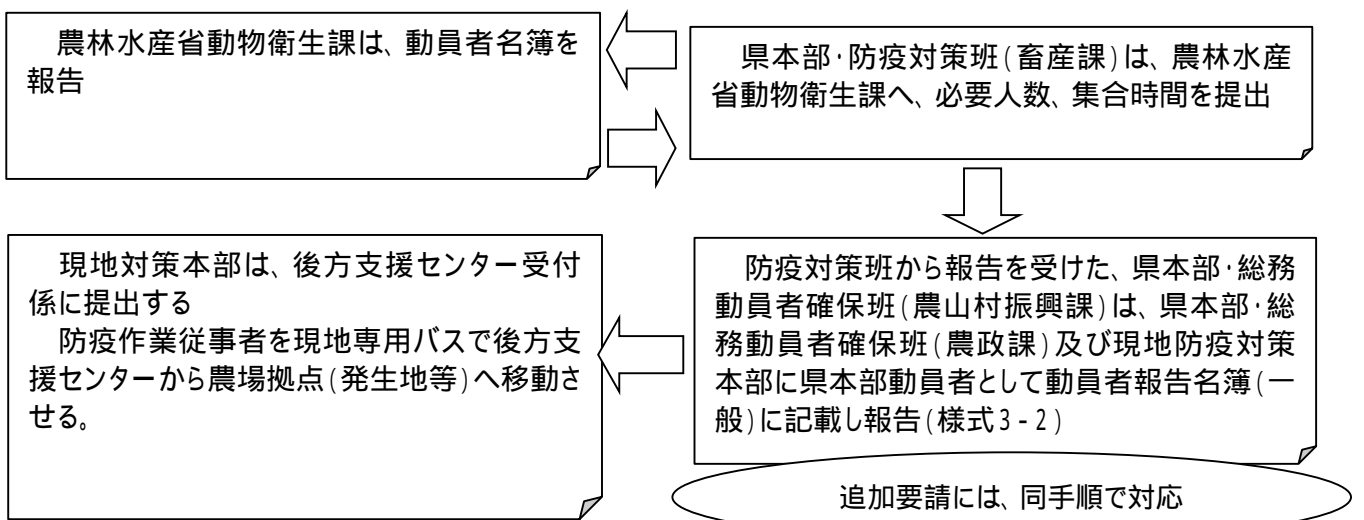 農林水産省動物衛生課は、動員者名簿を
報告
県本部・防疫対策班(畜産課)は、農林水産
省動物衛生課へ、必要人数、集合時間を提出
防疫対策班から報告を受けた、県本部・総務
動員者確保班(農山村振興課)は、県本部・総
務動員者確保班(農政課)及び現地防疫対策
本部に県本部動員者として動員者報告名簿(一
般)に記載し報告(様式3-2)
追加要請には、同手順で対応
現地対策本部は、後方支援センター受付
係に提出する
防疫作業従事者を現地専用バスで後方支
援センターから農場拠点(発生地等)へ移動さ
せる。